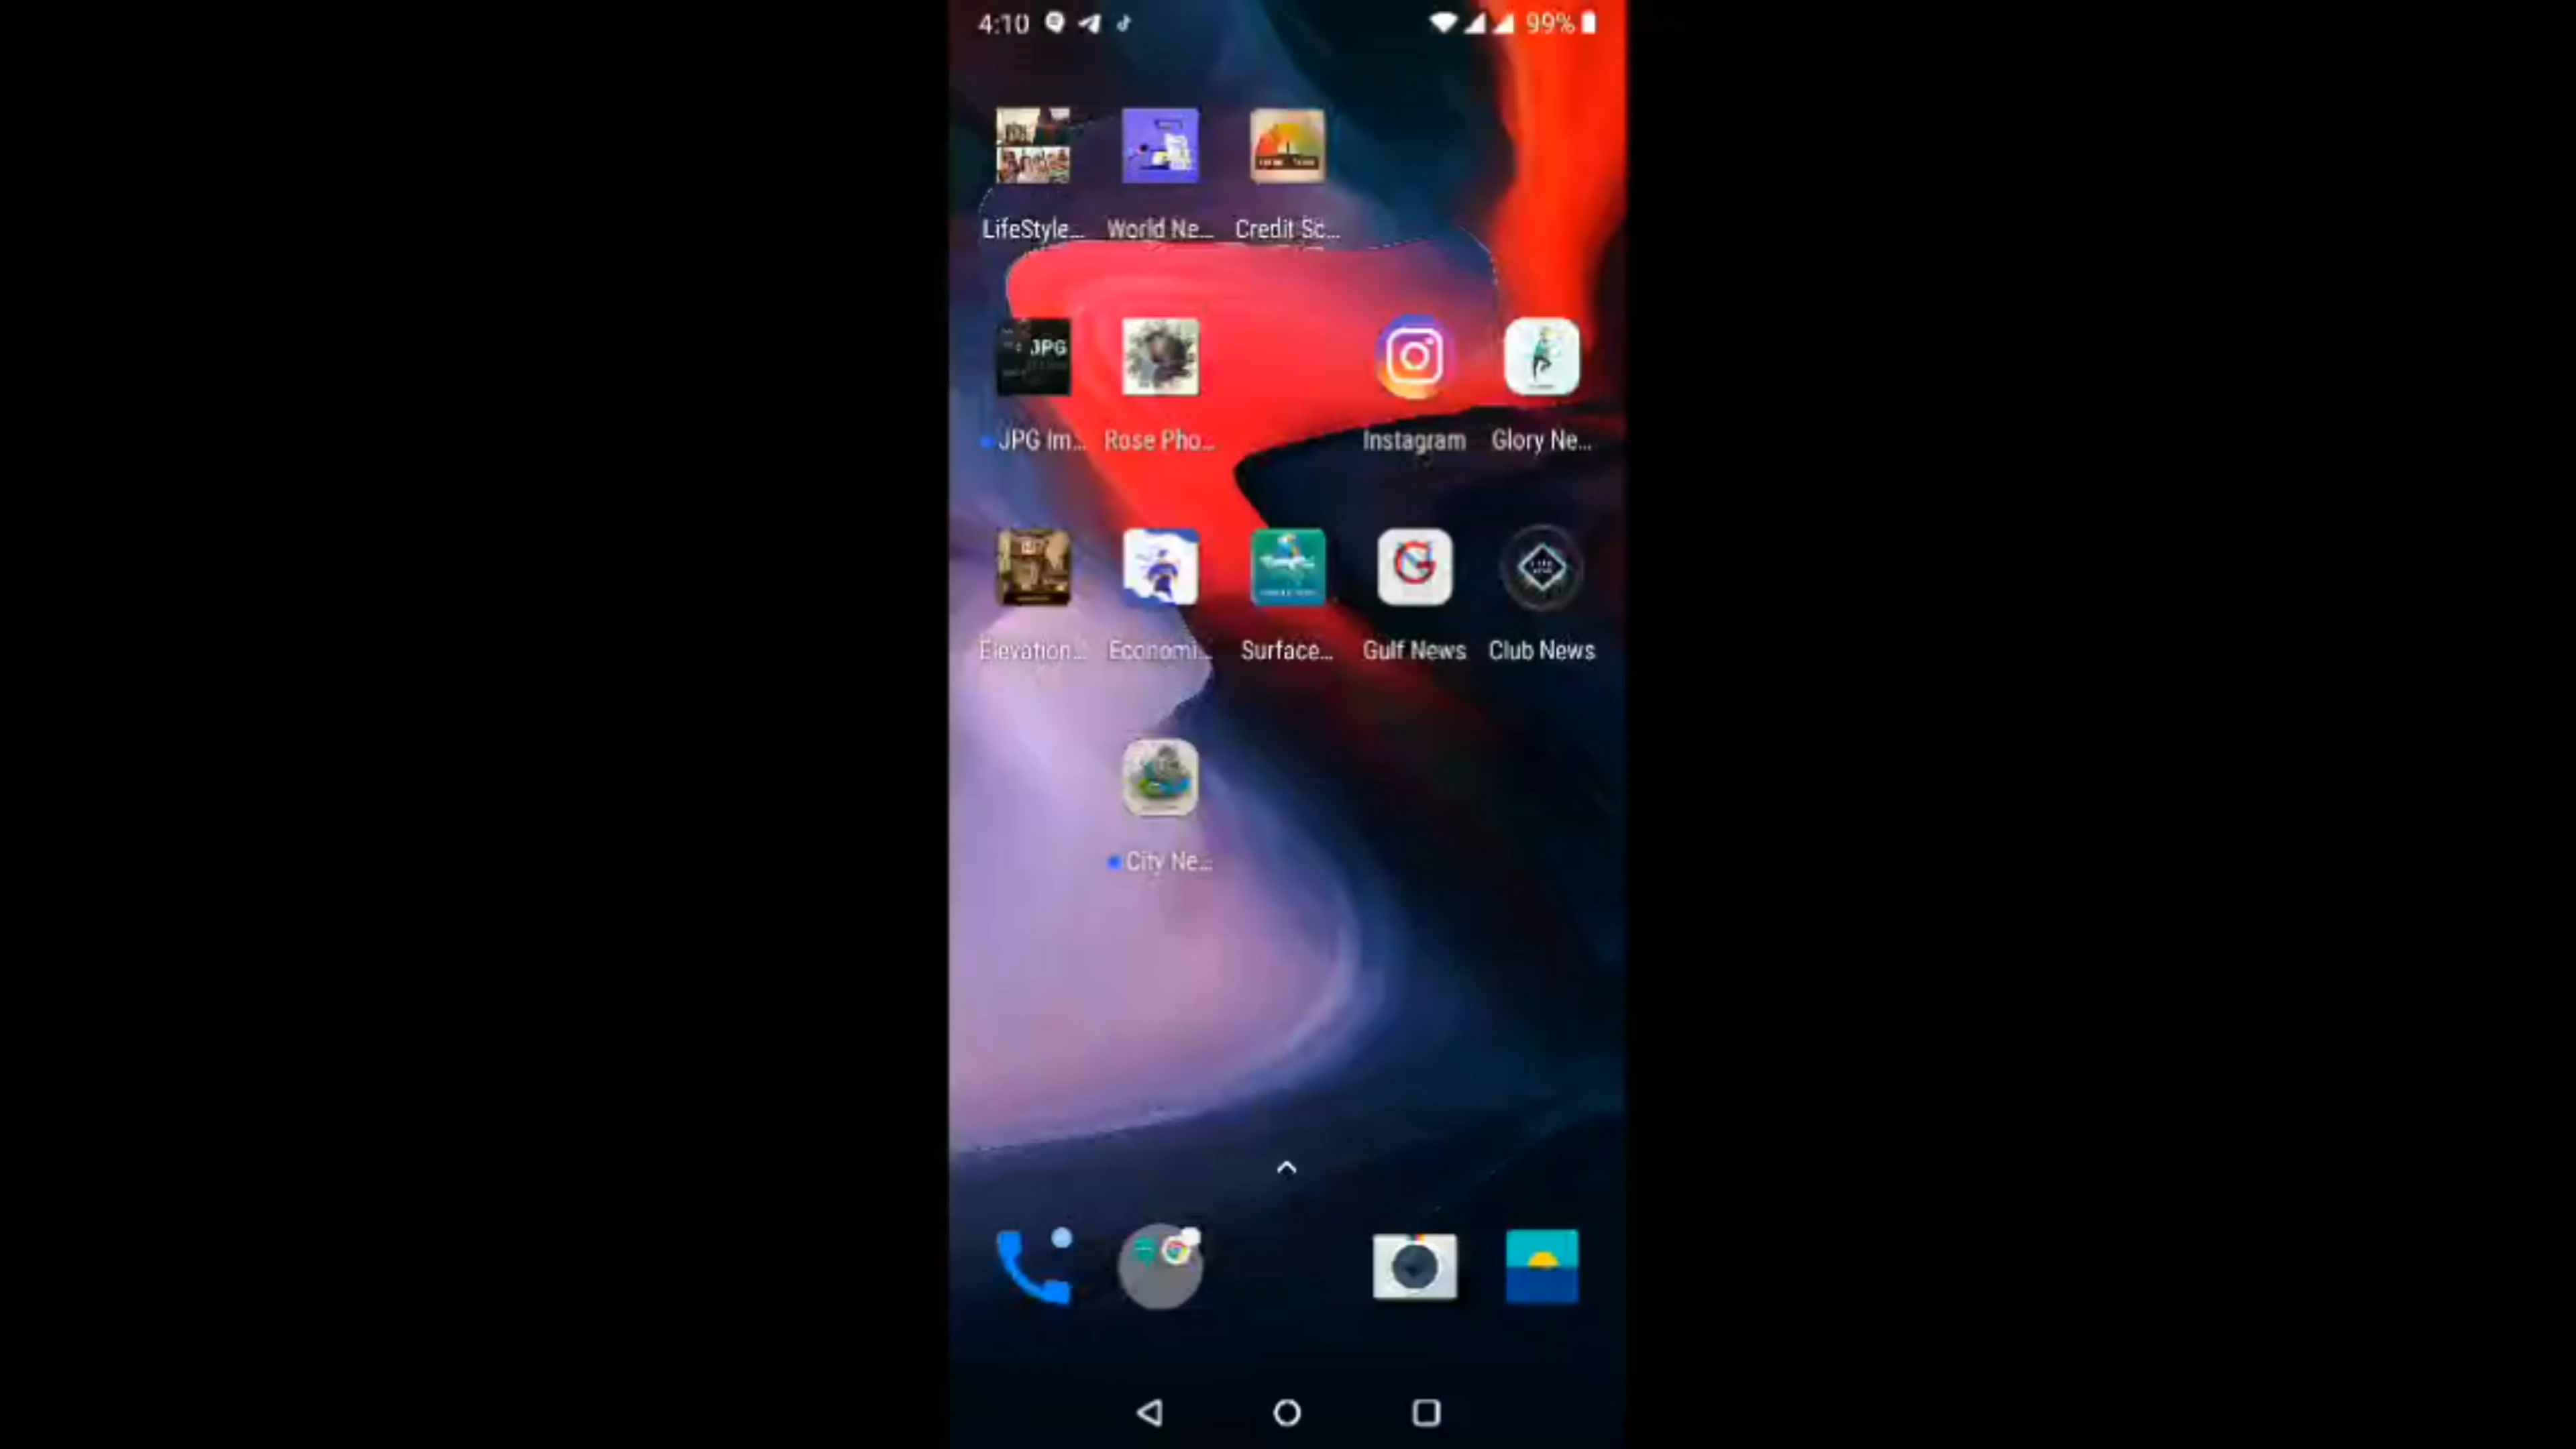 4:10 99%
LifeStyle... World Ne... Credit Sc...
JPG
JPG Im... Rose Pho... Instagram Glory Ne...
Elevation... Economi... Surface... Gulf News Club News
City Ne...